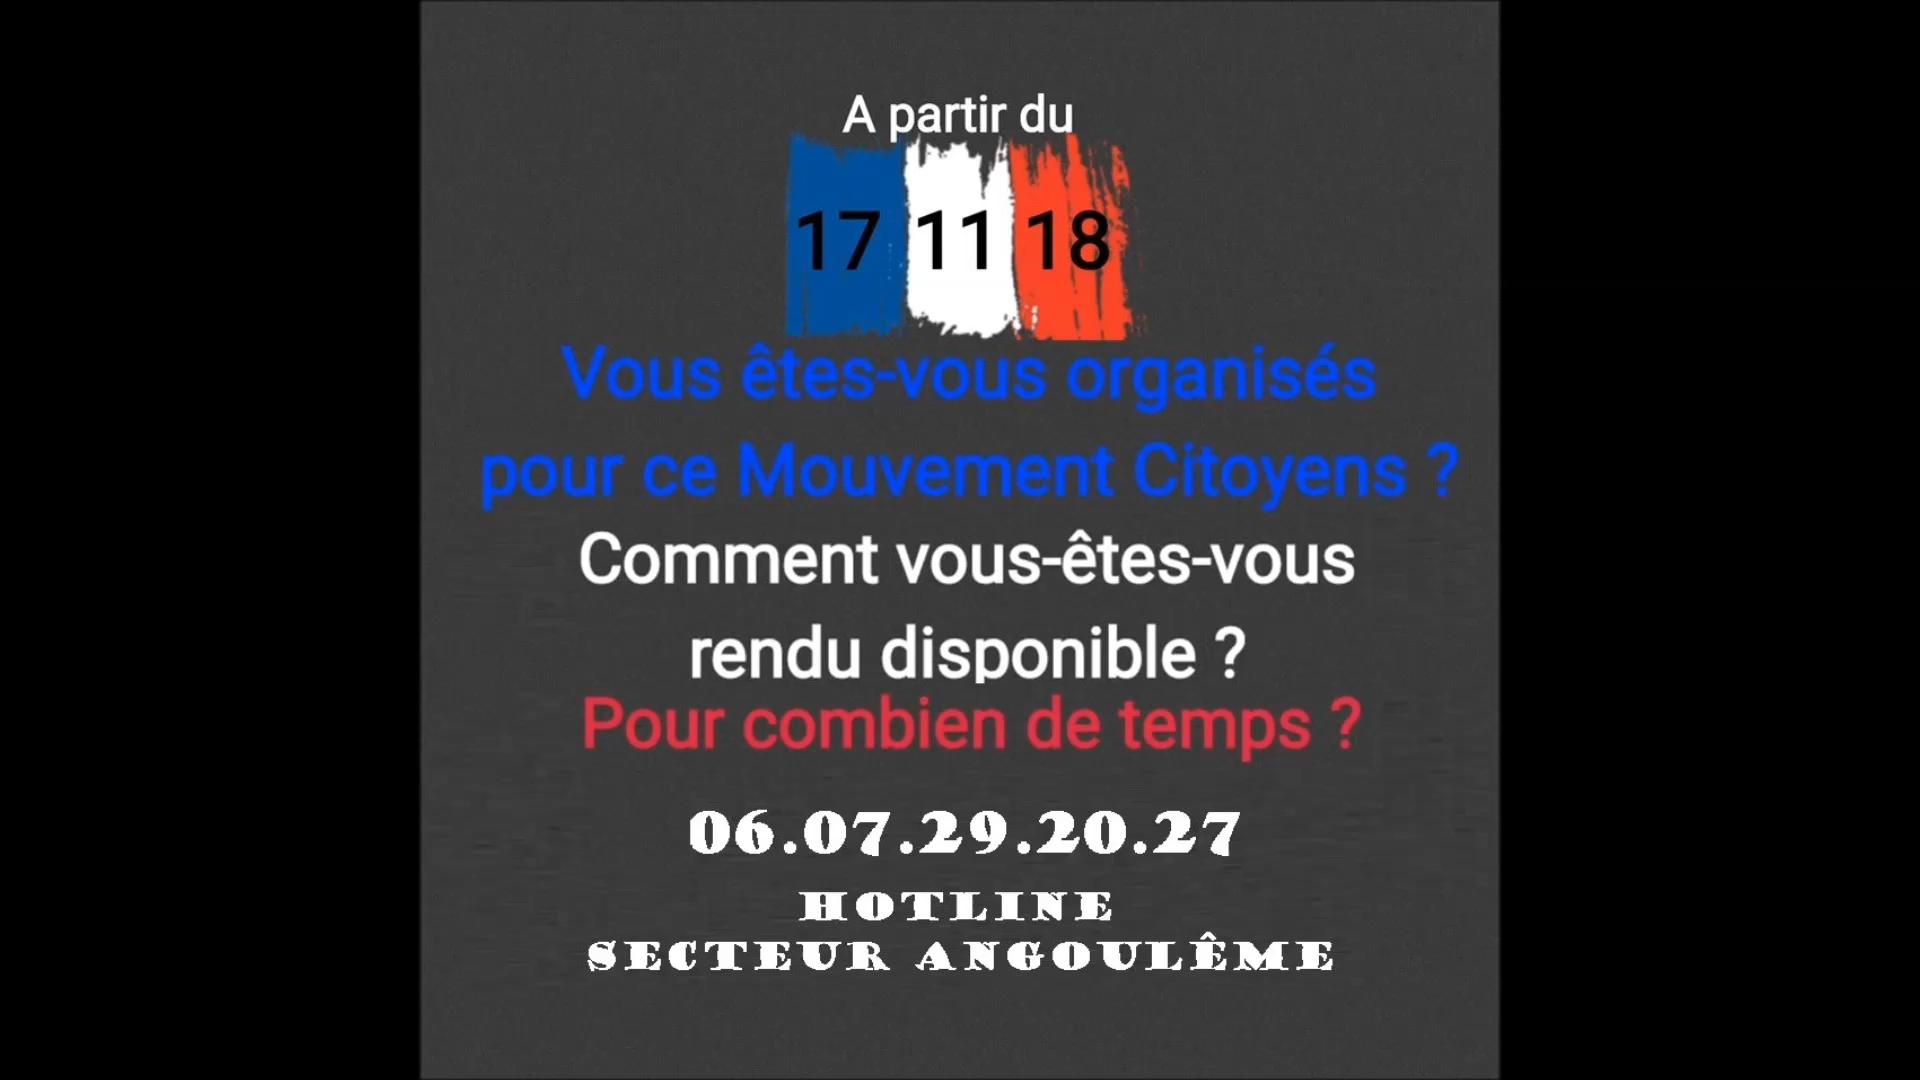 A partir du
17 11 18
Vous êtes-vous organisés
pour ce Mouvement Citoyens ?
Comment vous-êtes-vous
rendu disponible ?
Pour combien de temps ?
06.07.29.20.27
HOTLINE
SECTEUR ANGOULÊME